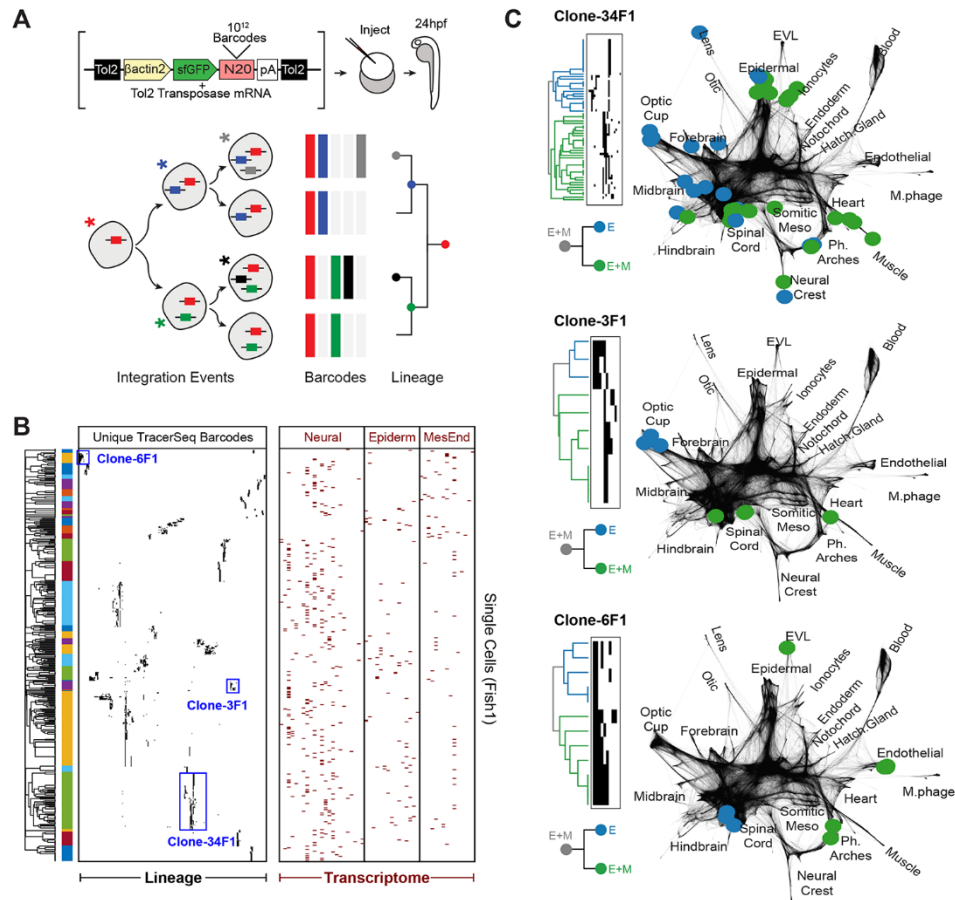 A
10¹²
Barcodes
Tol2
βactin2
sfGFP
N20
pA
Tol2
+
Tol2 Transposase mRNA
Inject
24hpf
*
*
*
*
*
Integration Events
Barcodes
Lineage
B
Unique TracerSeq Barcodes
Neural
Epiderm
MesEnd
Clone-6F1
Clone-3F1
Clone-34F1
Single Cells (Fish1)
Lineage
Transcriptome
C
Clone-34F1
E+M
E
E+M
Lens
Otic
EVL
Epidermal
Ionocytes
Blood
Optic
Cup
Forebrain
Endoderm
Notochord
Hatch.Gland
Endothelial
M.phage
Midbrain
Hindbrain
Spinal
Cord
Somitic
Meso
Heart
Ph.
Arches
Muscle
Neural
Crest
Clone-3F1
E+M
E
E+M
Lens
Otic
EVL
Epidermal
Ionocytes
Blood
Optic
Cup
Forebrain
Endoderm
Notochord
Hatch.Gland
Endothelial
M.phage
Midbrain
Hindbrain
Spinal
Cord
Somitic
Meso
Heart
Ph.
Arches
Muscle
Neural
Crest
Clone-6F1
E+M
E
E+M
Lens
Otic
EVL
Epidermal
Ionocytes
Blood
Optic
Cup
Forebrain
Endoderm
Notochord
Hatch.Gland
Endothelial
M.phage
Midbrain
Hindbrain
Spinal
Cord
Somitic
Meso
Heart
Ph.
Arches
Muscle
Neural
Crest